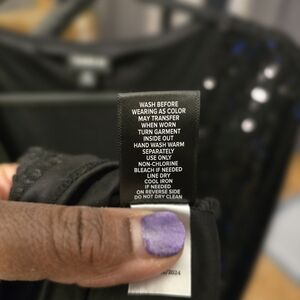 WASH BEFORE
WEARING AS COLOR
MAY TRANSFER
WHEN WORN
TURN GARMENT
INSIDE OUT
HAND WASH WARM
SEPARATELY
USE ONLY
NON-CHLORINE
BLEACH IF NEEDED
LINE DRY
COOL IRON
IF NEEDED
ON REVERSE SIDE
DO NOT DRY CLEAN